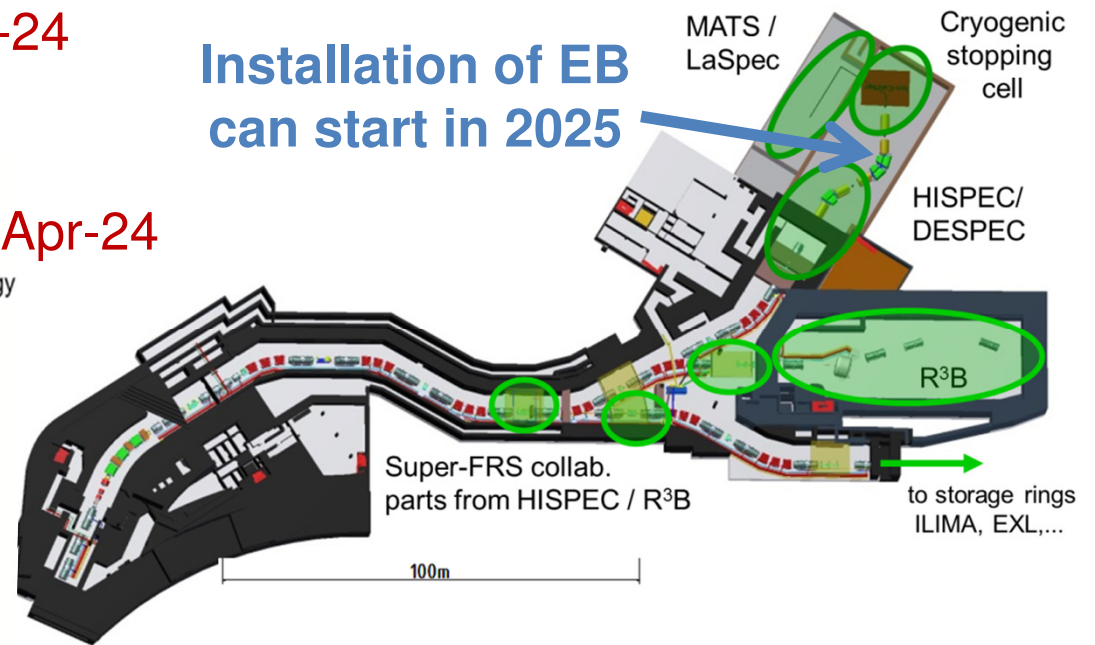 -24
Installation of EB
can start in 2025
MATS /
LaSpec
Cryogenic
stopping
cell
HISPEC/
DESPEC
Apr-24
gy
R³B
Super-FRS collab.
parts from HISPEC / R³B
to storage rings
ILIMA, EXL,...
100m